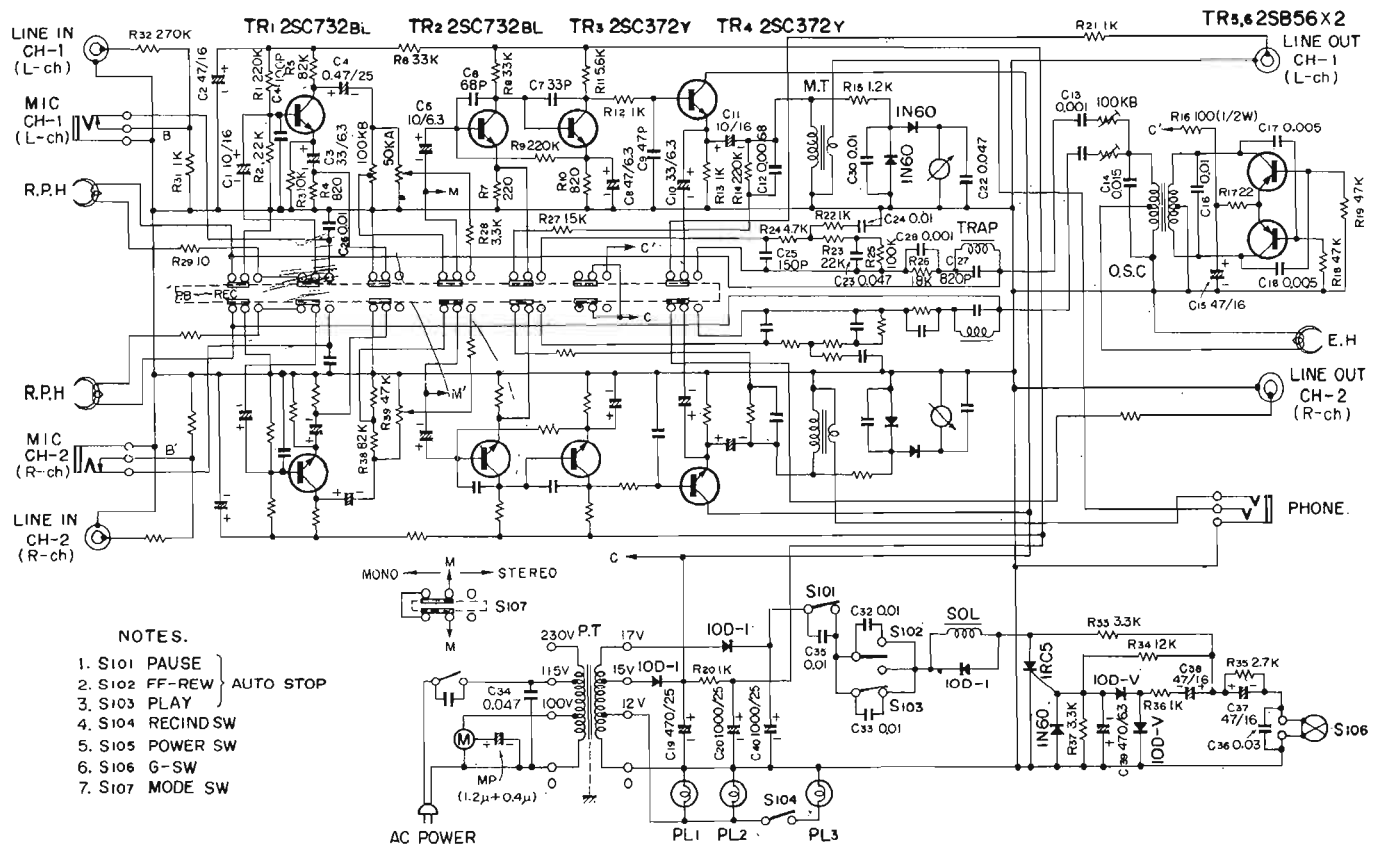 TR1 2SC732BL
TR2 2SC732BL
TR3 2SC372Y
TR4 2SC372Y
TR5,6 2SB56X2
LINE IN
CH-1
(L-ch)
R32 270K
C2 47/16
R1 220K
C4 100P
R5
82K
C4
0.47/25
R6 33K
C6
68P
R8 33K
C7 33P
R11 5.6K
R12 1K
M.T
R15 1.2K
R21 1K
LINE OUT
CH-1
(L-ch)
MIC
CH-1
(L-ch)
B
R31 1K
C1 10/16
R2 22K
R3 10K
C3
33/6.3
R4
820
100KB
50KA
C5
10/6.3
M
R9 220K
R7
220
R10
820
C8 47/6.3
C9 47P
C10 33/6.3
C11
10/16
R13 1K
R14 220K
C12 0.0068
C30 0.01
IN60
IN60
C22 0.047
C13
0.001
100KB
C14
0.015
C'
R16 100(1/2W)
C17 0.005
C16
0.01
R17 22
R19 47K
R18 47K
O.S.C
C15 47/16
C18 0.005
R.P.H
R29 10
C26 0.01
R28
3.3K
R27 15K
C'
R24 4.7K
C25
150P
R22 1K
C24 0.01
R23
22K
C23 0.047
R25
100K
C28 0.001
R26
18K
TRAP
C27
820P
PB REC
C
E.H
R.P.H
M'
R39 47K
R38 82K
LINE OUT
CH-2
(R-ch)
MIC
CH-2
(R-ch)
B'
LINE IN
CH-2
(R-ch)
PHONE.
C
MONO M STEREO
S107
M
NOTES.
1. S101 PAUSE
2. S102 FF-REW
3. S103 PLAY
AUTO STOP
4. S104 RECIND SW
5. S105 POWER SW
6. S106 G-SW
7. S107 MODE SW
230V
P.T
17V
115V
15V
100V
12V
C34
0.047
M
MP
(1.2μ+0.4μ)
AC POWER
10D-1
10D-1
R20 1K
C19 470/25
C20 1000/25
C40 1000/25
S101
C35
0.01
C32 0.01
S102
S103
C33 0.01
SOL
10D-1
S104
PL1
PL2
PL3
IRC5
R33 3.3K
R34 12K
10D-V
IN60.
R37 3.3K
C39 470/6.3
10D-V
R36 1K
C38
47/16
R35 2.7K
C37
47/16
C36 0.03
S106